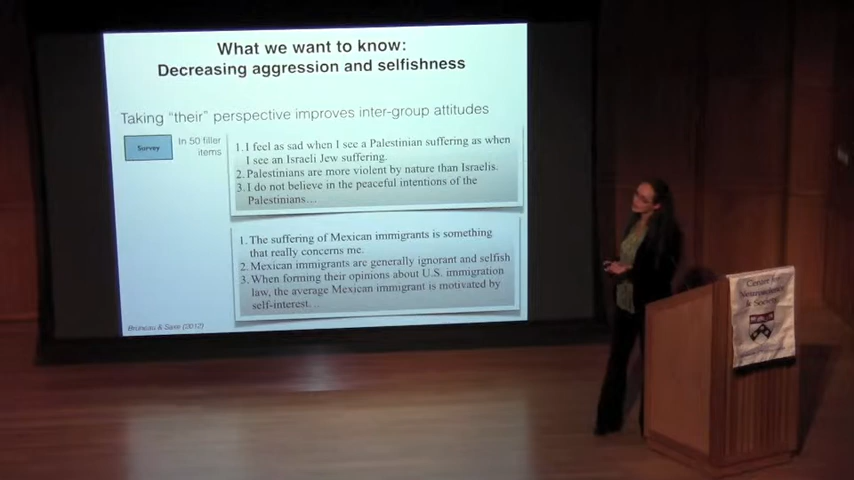 What we want to know:
Decreasing aggression and selfishness
Taking "their" perspective improves inter-group attitudes
Survey
In 50 filler
items
1. I feel as sad when I see a Palestinian suffering as when
I see an Israeli Jew suffering.
2. Palestinians are more violent by nature than Israelis.
3. I do not believe in the peaceful intentions of the
Palestinians…
1. The suffering of Mexican immigrants is something
that really concerns me.
2. Mexican immigrants are generally ignorant and selfish
3. When forming their opinions about U.S. immigration
law, the average Mexican immigrant is motivated by
self-interest…
Bruneau & Saxe (2012)
Center for
Neuroscience
& Society